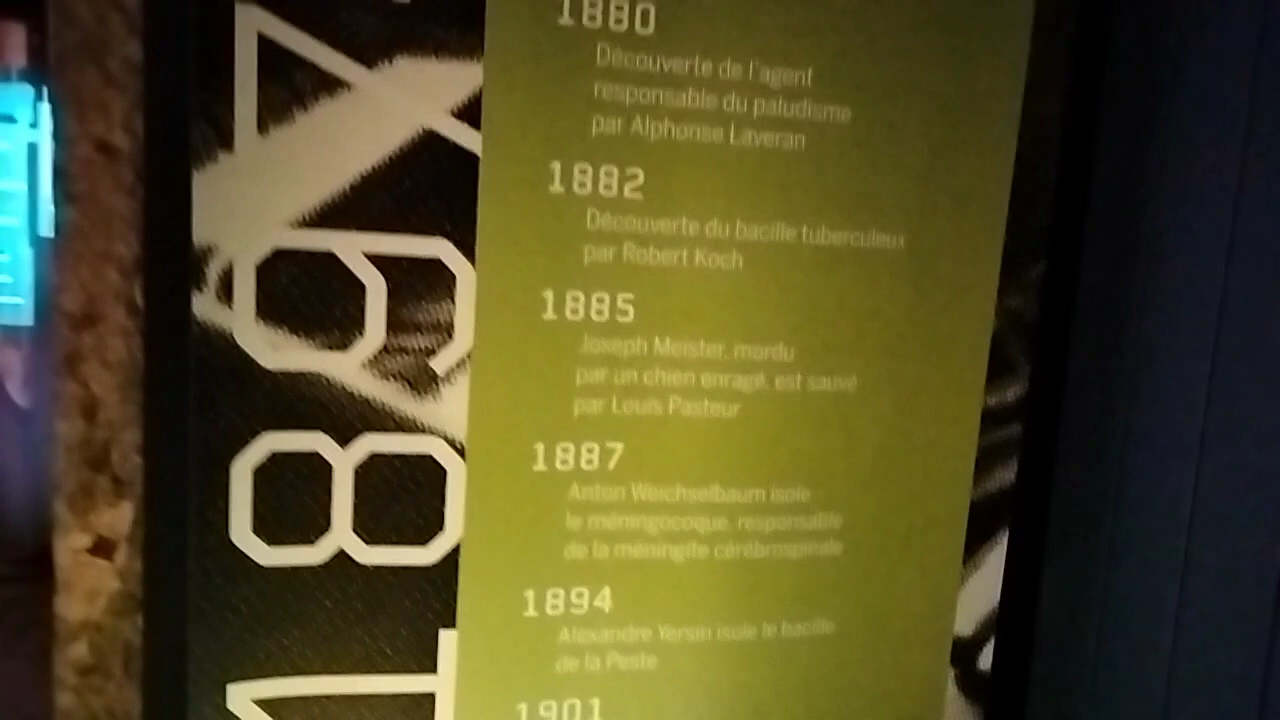 1880
Découverte de l'agent
responsable du paludisme
par Alphonse Laveran
1882
Découverte du bacille tuberculeux
par Robert Koch
1885
Joseph Meister, mordu
par un chien enragé, est sauvé
par Louis Pasteur
1887
Anton Weichselbaum isole
le méningocoque, responsable
de la méningite cérébrospinale
1894
Alexandre Yersin isole le bacille
de la Peste
1901